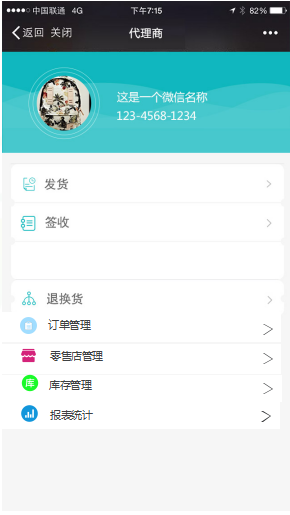 中国联通 4G 下午7:15 82%
返回 关闭 代理商
这是一个微信名称
123-4568-1234
发货
签收
退换货
订单管理
零售店管理
库 库存管理
报表统计